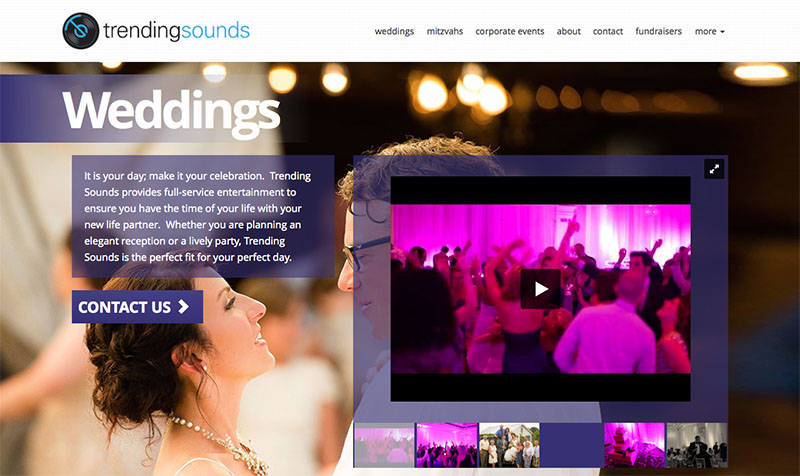 trendingsounds
weddings mitzvahs corporate events about contact fundraisers more
Weddings
It is your day; make it your celebration. Trending
Sounds provides full-service entertainment to
ensure you have the time of your life with your
new life partner. Whether you are planning an
elegant reception or a lively party, Trending
Sounds is the perfect fit for your perfect day.
CONTACT US